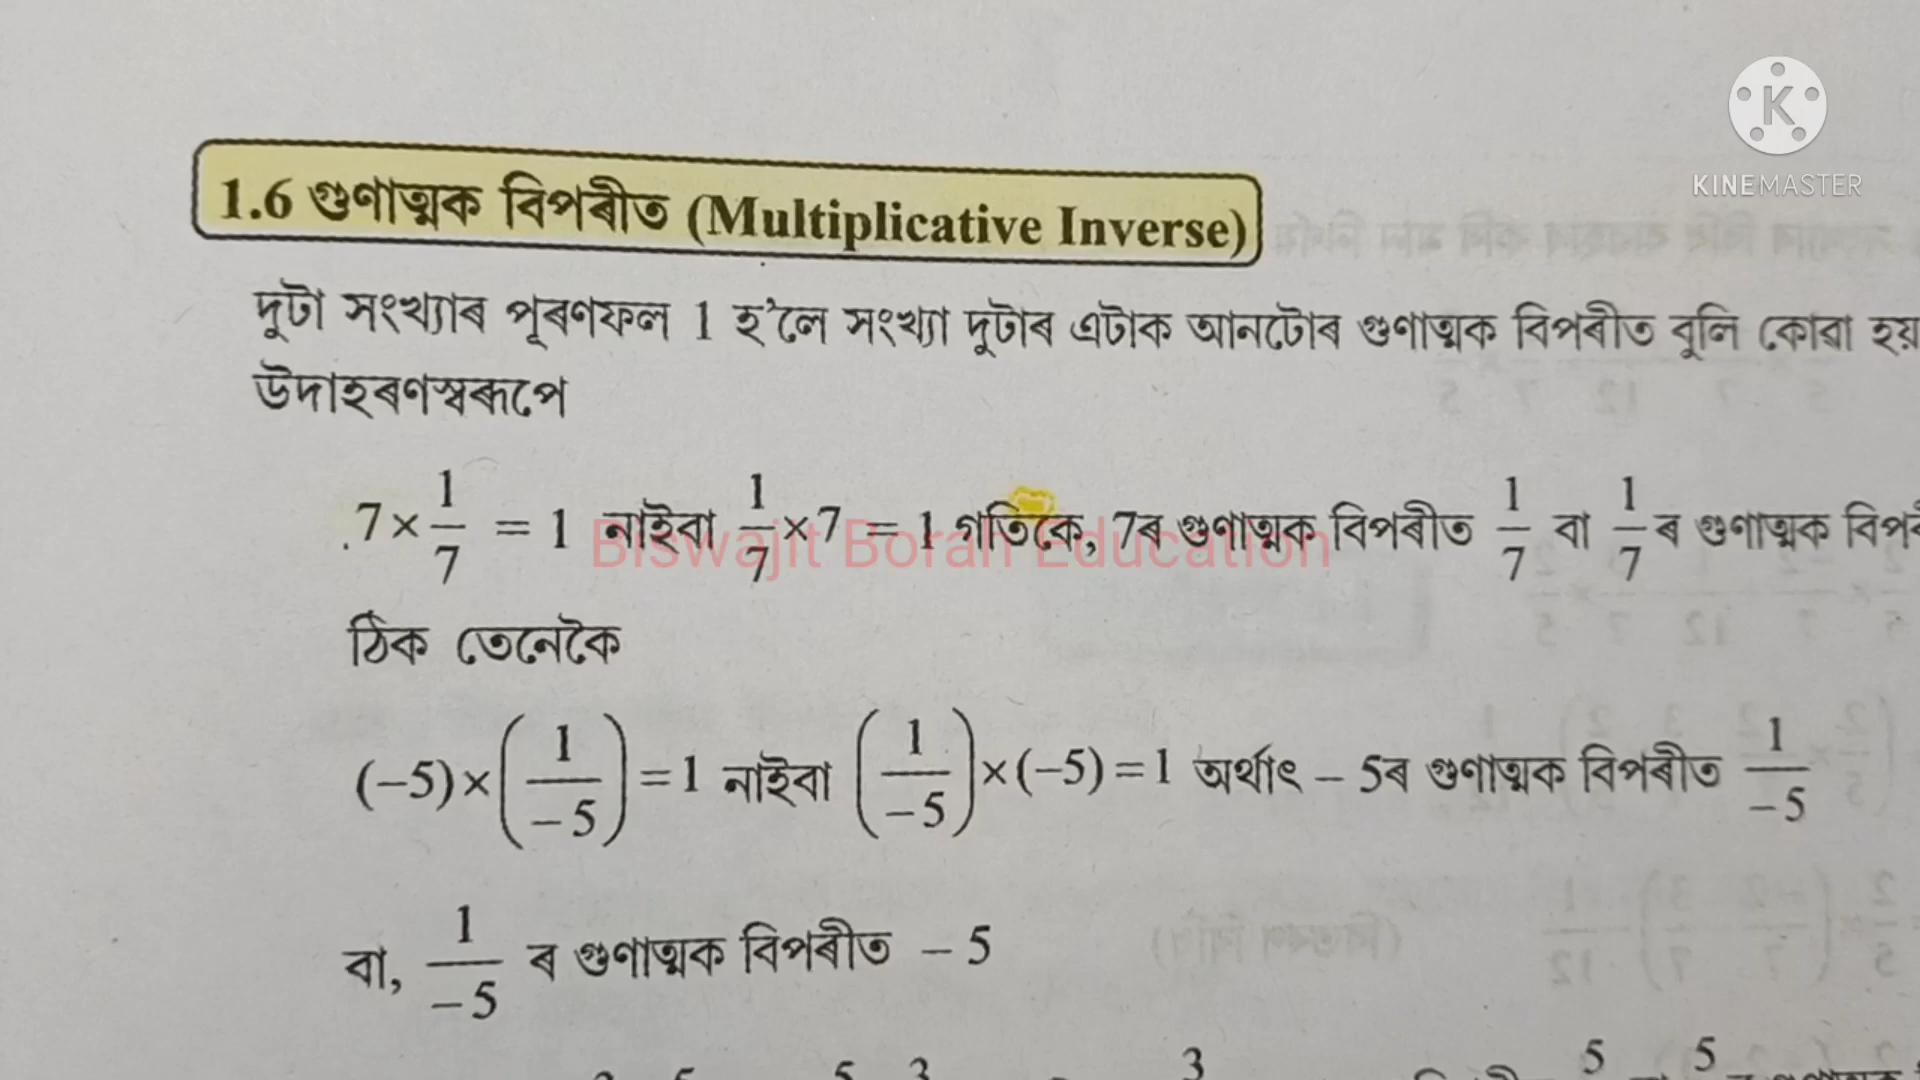 KINEMASTER
1.6 গুণাত্মক বিপৰীত (Multiplicative Inverse)
দুটা সংখ্যাৰ পূৰণফল 1 হ'লে সংখ্যা দুটাৰ এটাক আনটোৰ গুণাত্মক বিপৰীত বুলি কোৱা হয়
উদাহৰণস্বৰূপে
7 × 1/7 = 1 নাইবা 1/7 × 7 = 1 গতিকে, 7ৰ গুণাত্মক বিপৰীত 1/7 বা 1/7 ৰ গুণাত্মক
Biswajit Borah Education
ঠিক তেনেকৈ
(−5) × (1/−5) = 1 নাইবা (1/−5) × (−5) = 1 অৰ্থাৎ − 5ৰ গুণাত্মক বিপৰীত 1/−5
বা, 1/−5 ৰ গুণাত্মক বিপৰীত − 5